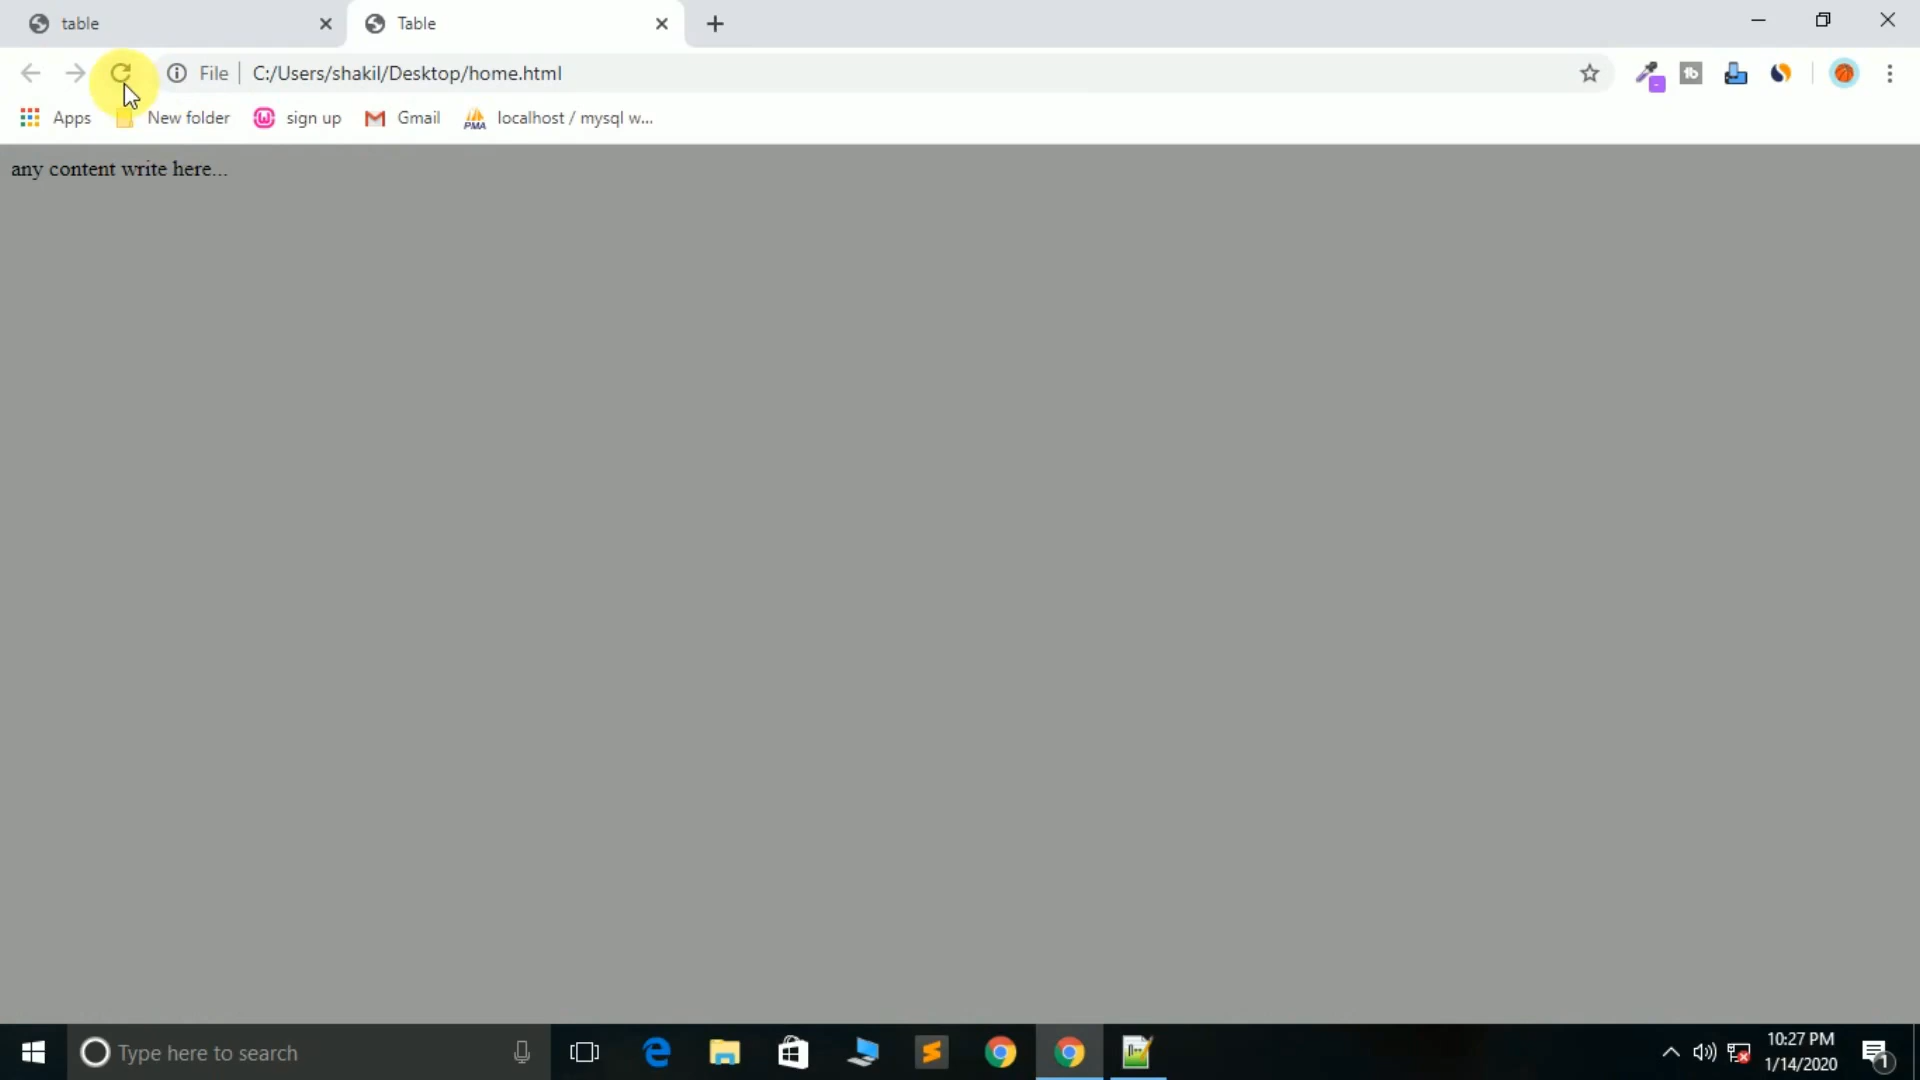 table
Table
File
C:/Users/shakil/Desktop/home.html
Apps
New folder
sign up
Gmail
localhost / mysql w...
any content write here...
Type here to search
10:27 PM
1/14/2020
1